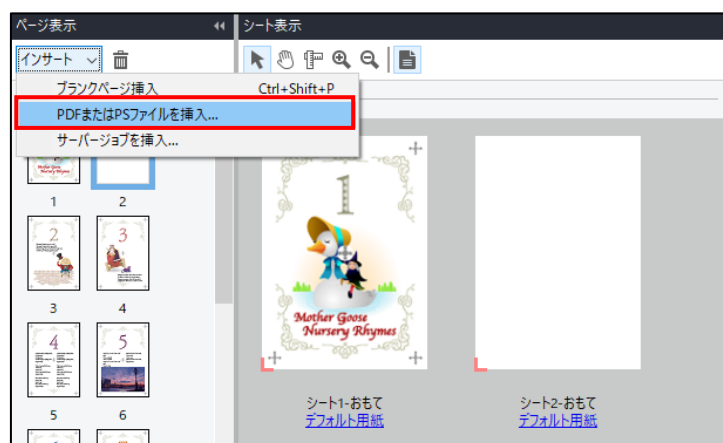 ページ表示
シート表示
インサート
ブランクページ挿入 Ctrl+Shift+P
PDFまたはPSファイルを挿入...
サーバージョブを挿入...
1 2
2 3
3 4
4 5
5 6
1
Mother Goose
Nursery Rhymes
シート1-おもて
デフォルト用紙
シート2-おもて
デフォルト用紙